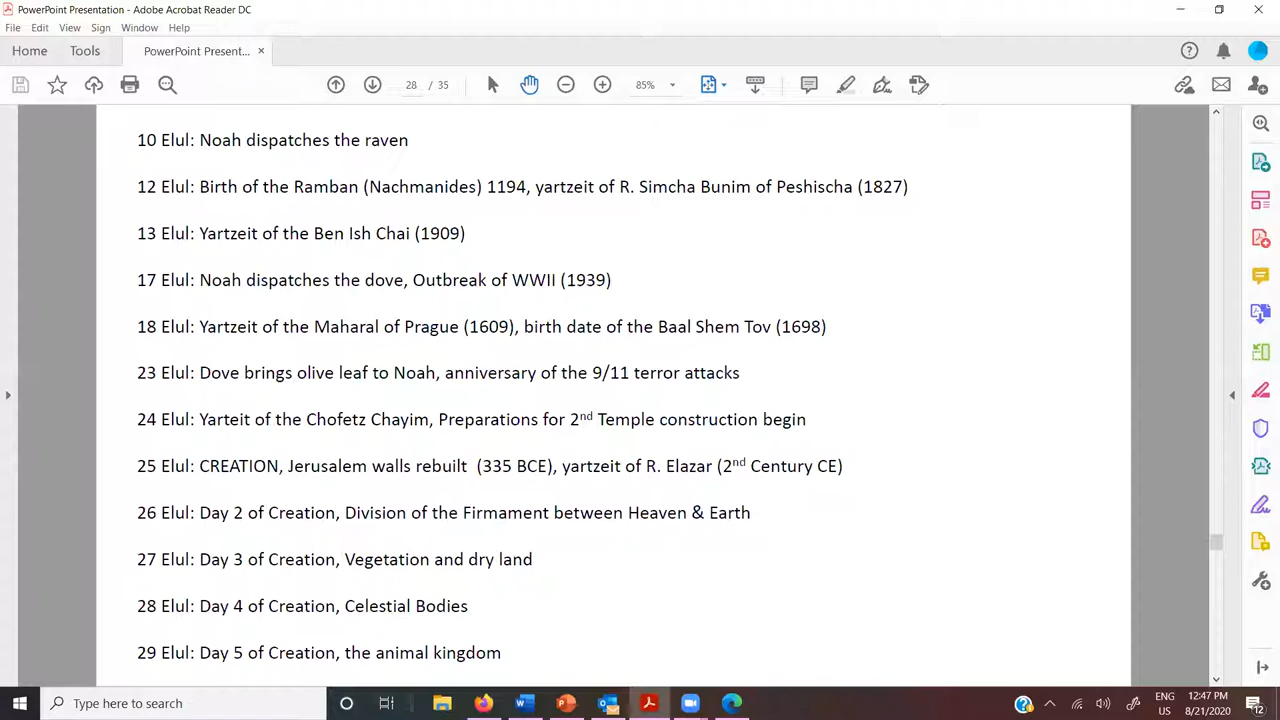 PowerPoint Presentation - Adobe Acrobat Reader DC
File Edit View Sign Window Help
Home Tools PowerPoint Present... ×
28 / 35 85%
10 Elul: Noah dispatches the raven
12 Elul: Birth of the Ramban (Nachmanides) 1194, yartzeit of R. Simcha Bunim of Peshischa (1827)
13 Elul: Yartzeit of the Ben Ish Chai (1909)
17 Elul: Noah dispatches the dove, Outbreak of WWII (1939)
18 Elul: Yartzeit of the Maharal of Prague (1609), birth date of the Baal Shem Tov (1698)
23 Elul: Dove brings olive leaf to Noah, anniversary of the 9/11 terror attacks
24 Elul: Yarteit of the Chofetz Chayim, Preparations for 2nd Temple construction begin
25 Elul: CREATION, Jerusalem walls rebuilt (335 BCE), yartzeit of R. Elazar (2nd Century CE)
26 Elul: Day 2 of Creation, Division of the Firmament between Heaven & Earth
27 Elul: Day 3 of Creation, Vegetation and dry land
28 Elul: Day 4 of Creation, Celestial Bodies
29 Elul: Day 5 of Creation, the animal kingdom
Type here to search
ENG 12:47 PM
US 8/21/2020 12